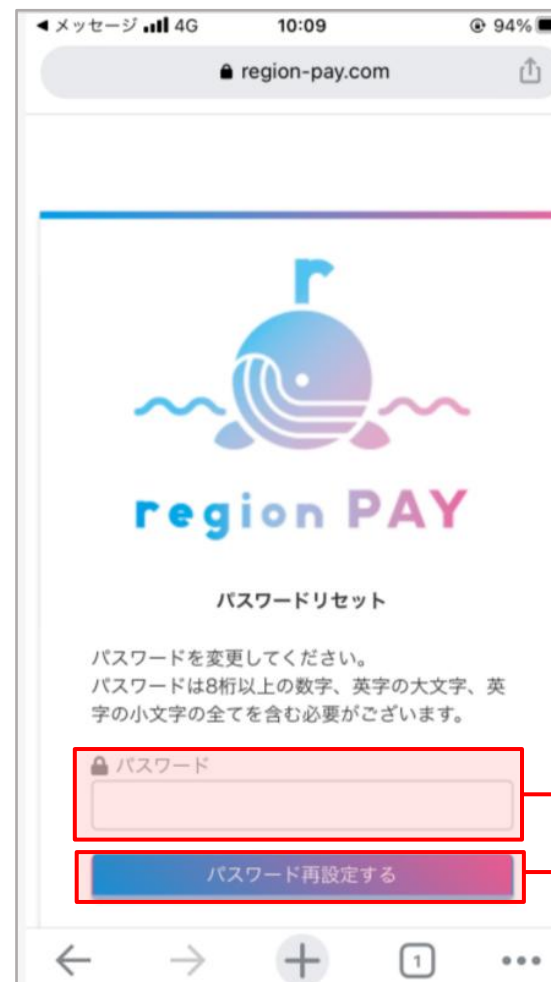 メッセージ 4G 10:09 94%
region-pay.com
r
region PAY
パスワードリセット
パスワードを変更してください。
パスワードは8桁以上の数字、英字の大文字、英
字の小文字の全てを含む必要がございます。
パスワード
パスワード再設定する
1